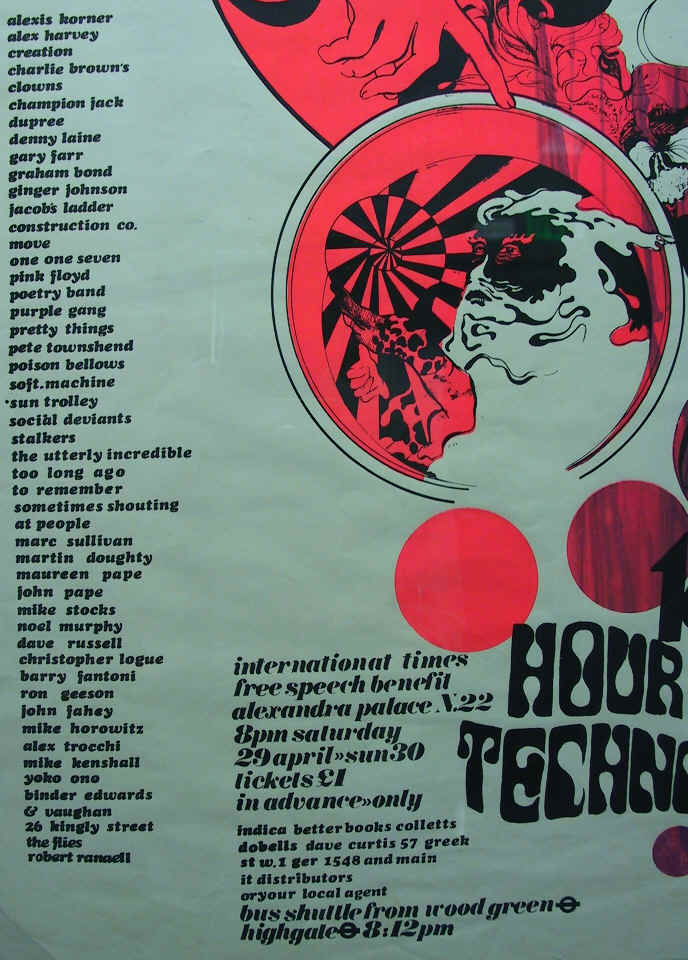 alexis korner
alex harvey
creation
charlie brown's
clowns
champion jack
dupree
denny laine
gary farr
graham bond
ginger johnson
jacob's ladder
construction co.
move
one one seven
pink floyd
poetry band
purple gang
pretty things
pete townshend
poison bellows
soft.machine
sun trolley
social deviants
stalkers
the utterly incredible
too long ago
to remember
sometimes shouting
at people
marc sullivan
martin doughty
maureen pape
john pape
mike stocks
noel murphy
dave russell
christopher logue
barry fantoni
ron geeson
john fahey
mike horowitz
alex trocchi
mike kenshall
yoko ono
binder edwards
& vaughan
26 kingly street
the flies
robert randell
HOUR
TECHN
international times
free speech benefit
alexandra palace N.22
8pm saturday
29 april»sun30
tickets £1
in advance»only
indica betterbooks colletts
dobells dave curtis 57 greek
st w.1 ger 1548 and main
it distributors
or your local agent
bus shuttle from wood green
highgate 8:12pm